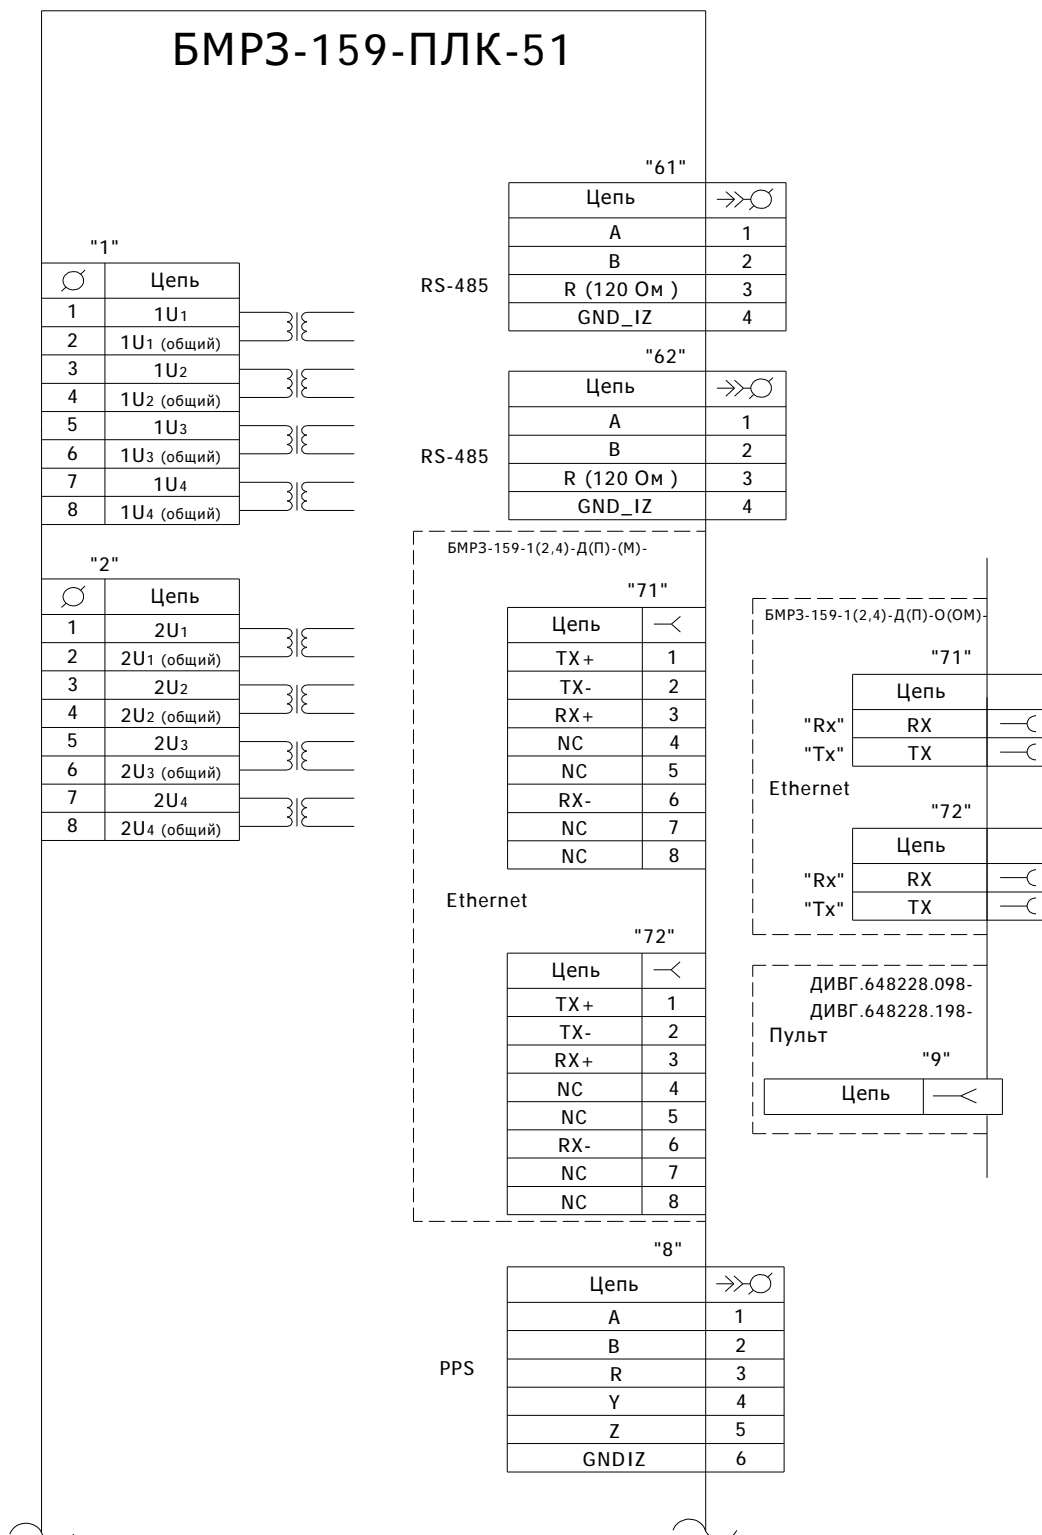 БМРЗ-159-ПЛК-51
"1"
Цепь
1 1U1
2 1U1 (общий)
3 1U2
4 1U2 (общий)
5 1U3
6 1U3 (общий)
7 1U4
8 1U4 (общий)
"2"
Цепь
1 2U1
2 2U1 (общий)
3 2U2
4 2U2 (общий)
5 2U3
6 2U3 (общий)
7 2U4
8 2U4 (общий)
"61"
Цепь
RS-485
A 1
B 2
R (120 Ом ) 3
GND_IZ 4
"62"
Цепь
RS-485
A 1
B 2
R (120 Ом ) 3
GND_IZ 4
БМРЗ-159-1(2,4)-Д(П)-(М)-
"71"
Цепь
TX+ 1
TX- 2
RX+ 3
NC 4
NC 5
RX- 6
NC 7
NC 8
Ethernet
"72"
Цепь
TX+ 1
TX- 2
RX+ 3
NC 4
NC 5
RX- 6
NC 7
NC 8
"8"
Цепь
PPS
A 1
B 2
R 3
Y 4
Z 5
GNDIZ 6
БМРЗ-159-1(2,4)-Д(П)-О(ОМ)-
"71"
Цепь
"Rx" RX
"Tx" TX
Ethernet
"72"
Цепь
"Rx" RX
"Tx" TX
ДИВГ.648228.098-
ДИВГ.648228.198-
Пульт
"9"
Цепь